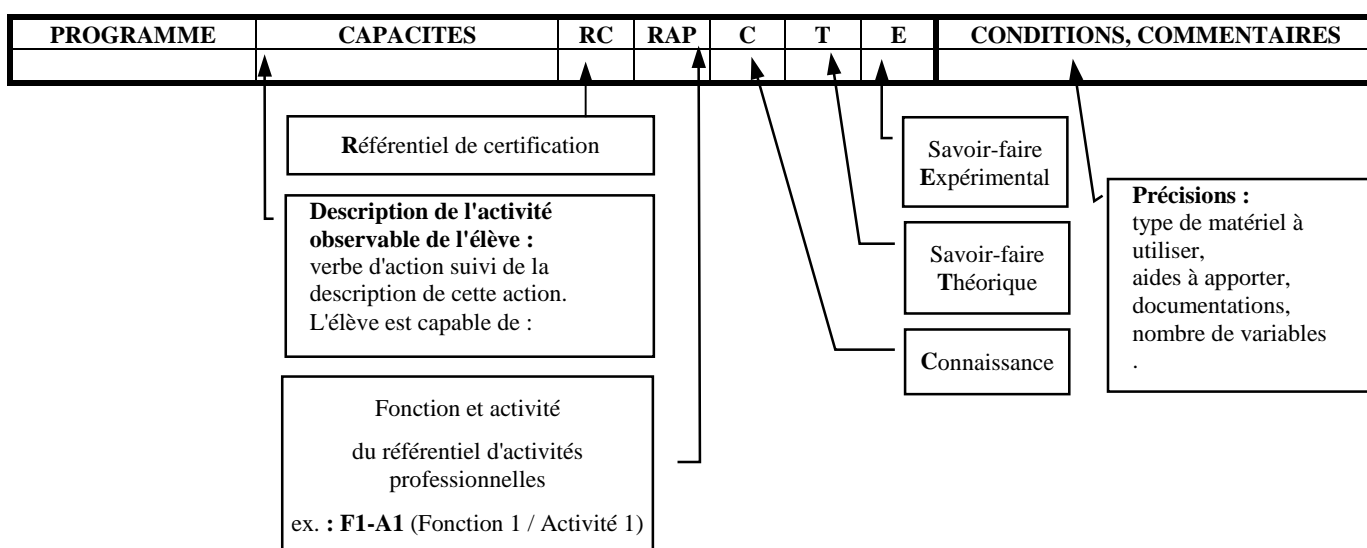 PROGRAMME CAPACITES RC RAP C T E CONDITIONS, COMMENTAIRES
Référentiel de certification
Description de l'activité
observable de l'élève :
verbe d'action suivi de la
description de cette action.
L'élève est capable de :
Fonction et activité
du référentiel d'activités
professionnelles
ex. : F1-A1 (Fonction 1 / Activité 1)
Savoir-faire
Expérimental
Savoir-faire
Théorique
Connaissance
Précisions :
type de matériel à
utiliser,
aides à apporter,
documentations,
nombre de variables
.